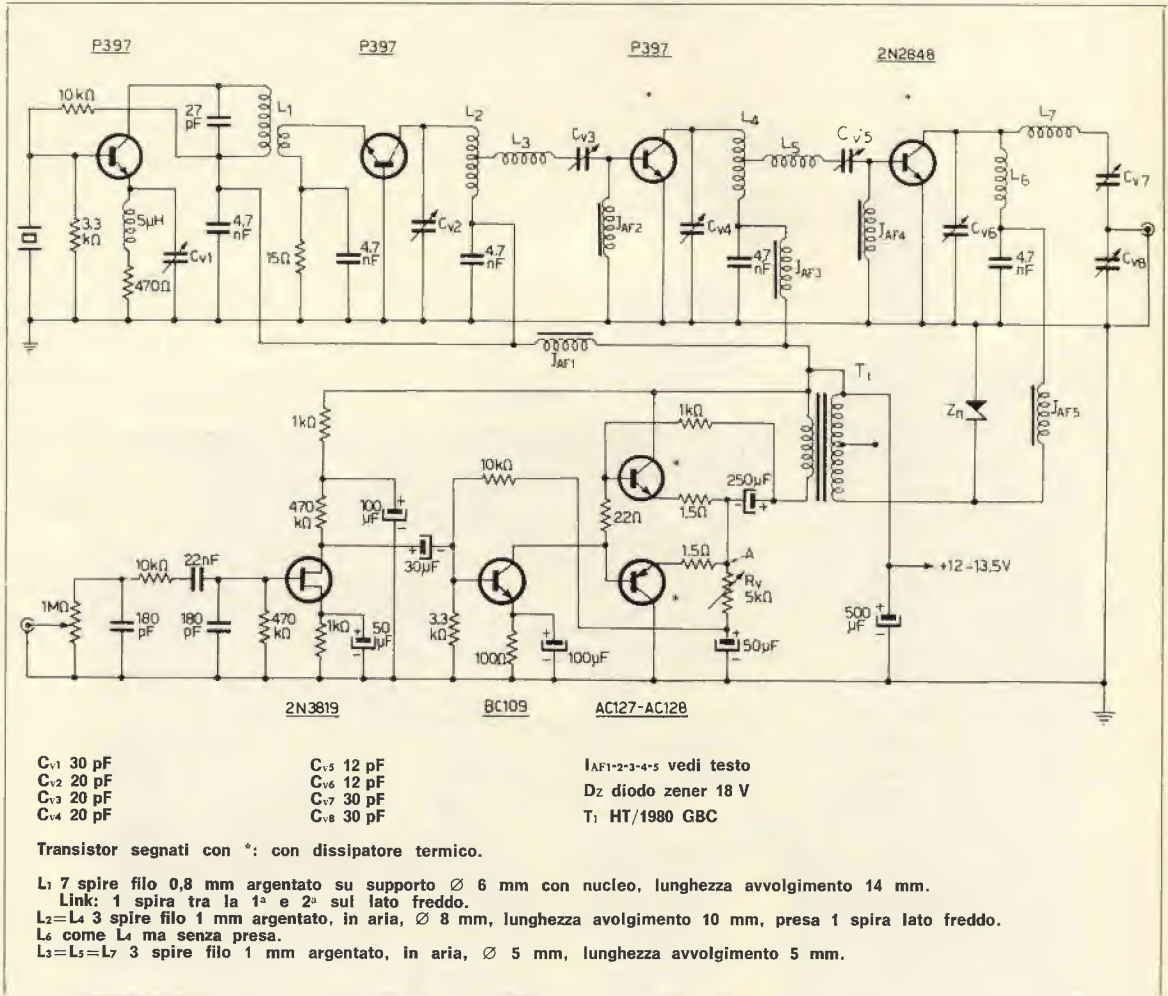 P397
P397
P397
2N2848
10kΩ
27 pF
L1
L2
L3
Cv3
*
L4
L5
Cv5
*
L7
L6
Cv7
3.3 kΩ
5µH
Cv1
470Ω
4.7 nF
15Ω
4.7 nF
Cv2
4.7 nF
JAF2
Cv4
4.7 nF
JAF3
JAF4
Cv6
4.7 nF
Cv8
JAF1
T1
Zn
JAF5
1kΩ
1kΩ
10kΩ
*
250µF
+
-
470 kΩ
100 µF
+
-
30µF
+
-
22Ω
1,5Ω
1.5Ω
A
+12-13,5V
10kΩ
22nF
*
Rv 5kΩ
1MΩ
180 pF
180 pF
470 kΩ
1kΩ
50 µF
+
-
3.3 kΩ
100Ω
100µF
+
-
50µF
+
-
500 µF
+
-
2N3819
BC109
AC127-AC128
Cv1 30 pF
Cv2 20 pF
Cv3 20 pF
Cv4 20 pF
Cv5 12 pF
Cv6 12 pF
Cv7 30 pF
Cv8 30 pF
IAF1-2-3-4-5 vedi testo
DZ diodo zener 18 V
T1 HT/1980 GBC
Transistor segnati con *: con dissipatore termico.
L1 7 spire filo 0,8 mm argentato su supporto Ø 6 mm con nucleo, lunghezza avvolgimento 14 mm.
Link: 1 spira tra la 1ª e 2ª sul lato freddo.
L2=L4 3 spire filo 1 mm argentato, in aria, Ø 8 mm, lunghezza avolgimento 10 mm, presa 1 spira lato freddo.
L6 come L4 ma senza presa.
L3=L5=L7 3 spire filo 1 mm argentato, in aria, Ø 5 mm, lunghezza avvolgimento 5 mm.